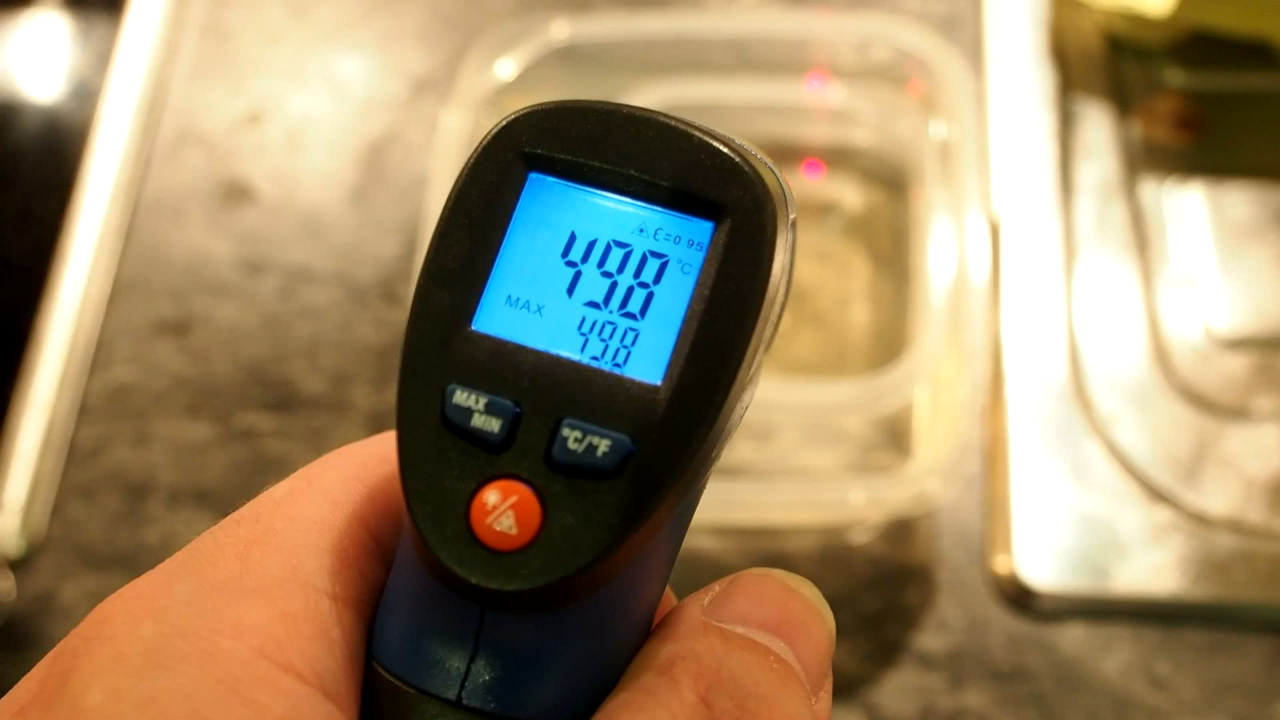 ε=0.95
49.8 °C
MAX 49.8
MAX
MIN
°C/°F